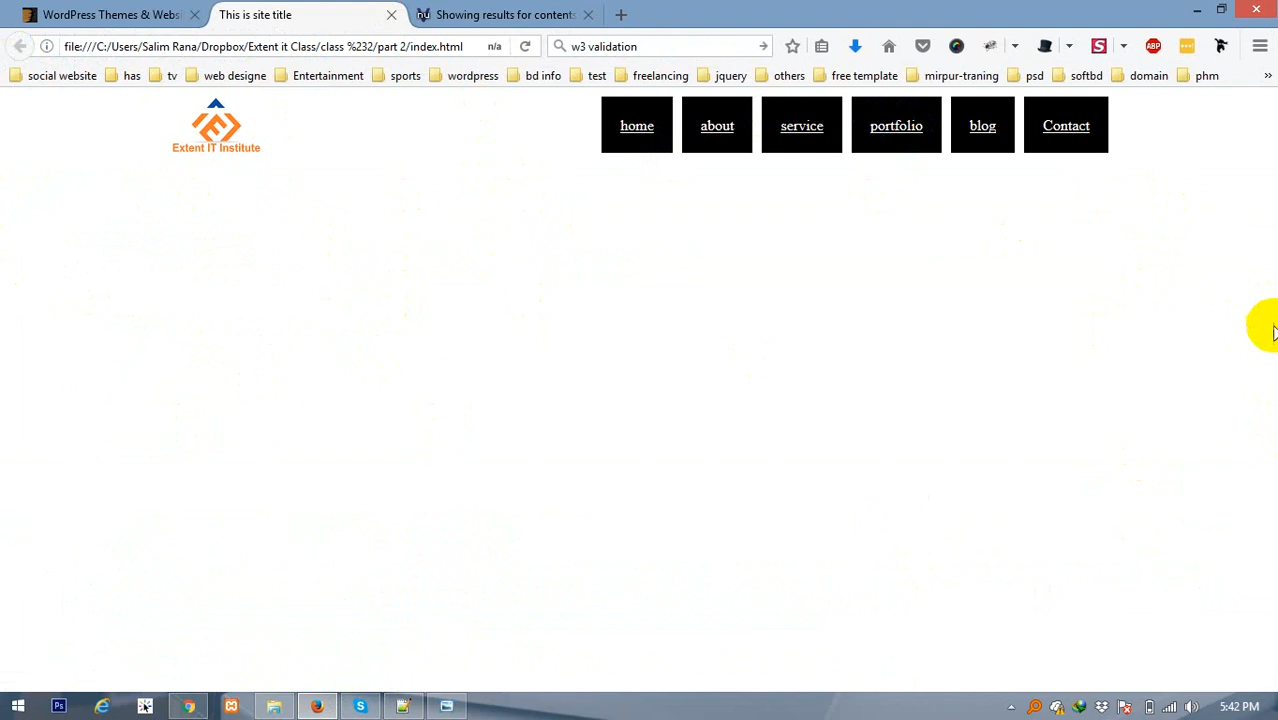 WordPress Themes & Websi
This is site title
Showing results for contents
file:///C:/Users/Salim Rana/Dropbox/Extent it Class/class %232/part 2/index.html
n/a
w3 validation
ABP
social website
has
tv
web designe
Entertainment
sports
wordpress
bd info
test
freelancing
jquery
others
free template
mirpur-traning
psd
softbd
domain
phm
Extent IT Institute
home
about
service
portfolio
blog
Contact
5:42 PM